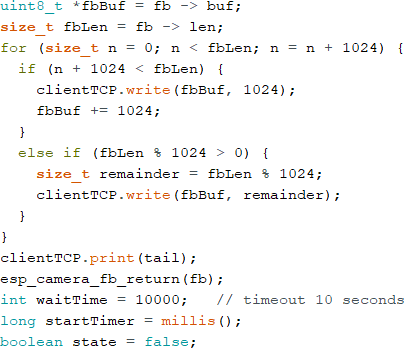 uint8_t *fbBuf = fb -> buf;
size_t fbLen = fb -> len;
for (size_t n = 0; n < fbLen; n = n + 1024) {
  if (n + 1024 < fbLen) {
    clientTCP.write(fbBuf, 1024);
    fbBuf += 1024;
  }
  else if (fbLen % 1024 > 0) {
    size_t remainder = fbLen % 1024;
    clientTCP.write(fbBuf, remainder);
  }
}
clientTCP.print(tail);
esp_camera_fb_return(fb);
int waitTime = 10000;   // timeout 10 seconds
long startTimer = millis();
boolean state = false;